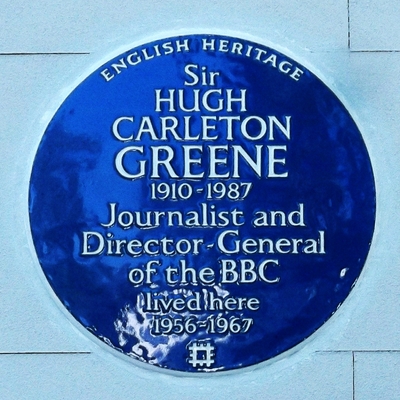 ENGLISH HERITAGE
Sir
HUGH
CARLETON
GREENE
1910-1987
Journalist and
Director-General
of the BBC
lived here
1956-1967